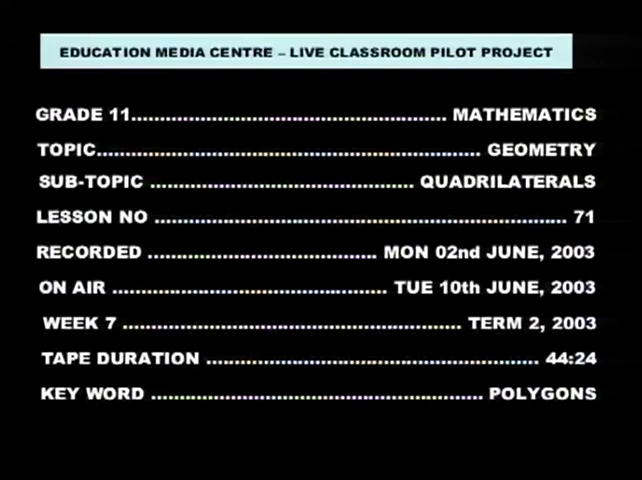 EDUCATION MEDIA CENTRE – LIVE CLASSROOM PILOT PROJECT
GRADE 11................................................................ MATHEMATICS
TOPIC................................................................ GEOMETRY
SUB-TOPIC ............................................. QUADRILATERALS
LESSON NO ....................................................................... 71
RECORDED ....................................... MON 02nd JUNE, 2003
ON AIR ............................................... TUE 10th JUNE, 2003
WEEK 7 .......................................................... TERM 2, 2003
TAPE DURATION ......................................................... 44:24
KEY WORD ......................................................... POLYGONS